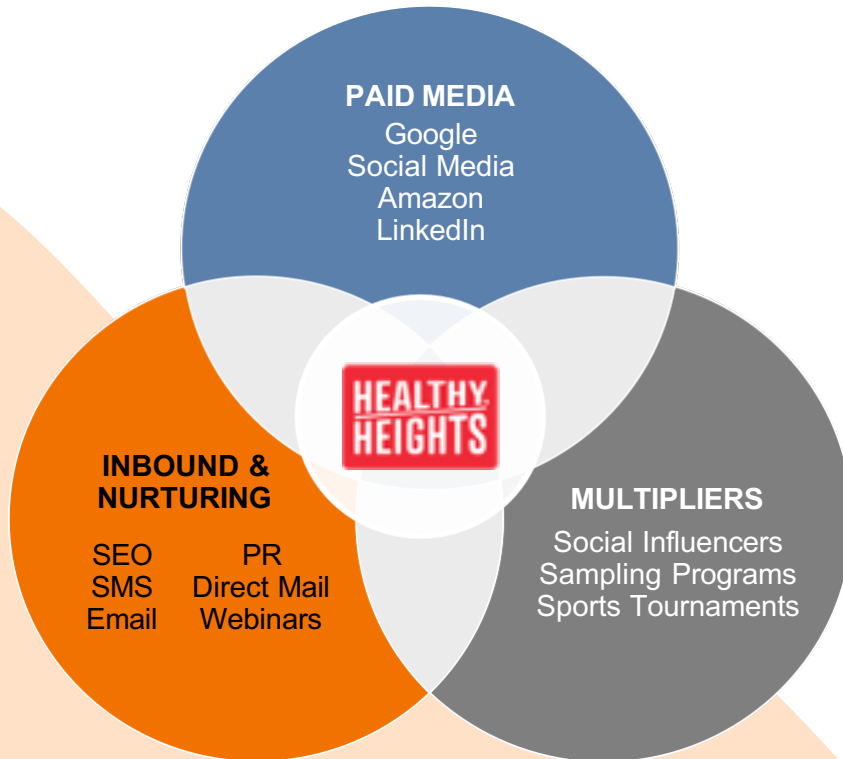 PAID MEDIA
Google
Social Media
Amazon
LinkedIn
HEALTHY
HEIGHTS
INBOUND &
NURTURING
SEO PR
SMS Direct Mail
Email Webinars
MULTIPLIERS
Social Influencers
Sampling Programs
Sports Tournaments